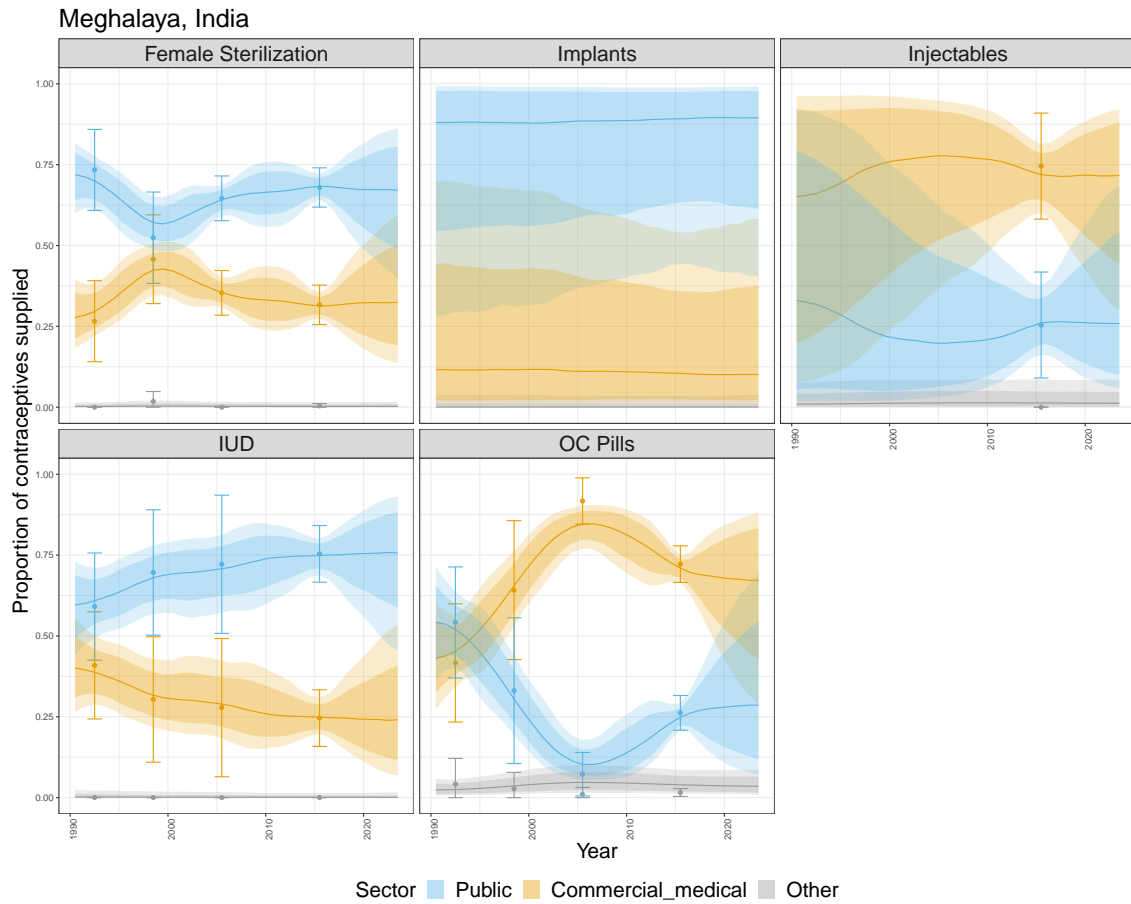 Meghalaya, India
Female Sterilization
Implants
Injectables
1.00
0.75
0.50
0.25
0.00
1990
2000
2010
2020
IUD
OC Pills
1.00
0.75
0.50
0.25
0.00
1990
2000
2010
2020
1990
2000
2010
2020
Proportion of contraceptives supplied
Year
Sector Public Commercial_medical Other